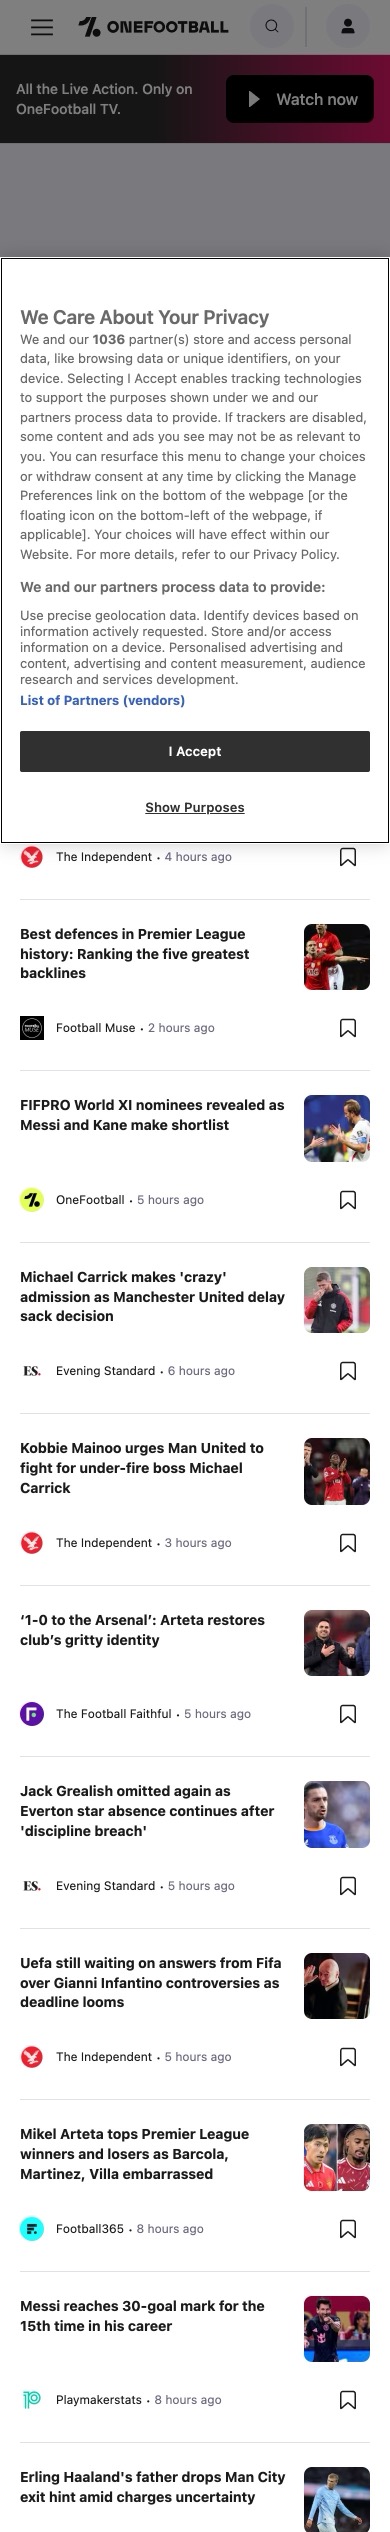 ONEFOOTBALL
All the Live Action. Only on
OneFootball TV.
Watch now
We Care About Your Privacy
We and our 1036 partner(s) store and access personal
data, like browsing data or unique identifiers, on your
device. Selecting I Accept enables tracking technologies
to support the purposes shown under we and our
partners process data to provide. If trackers are disabled,
some content and ads you see may not be as relevant to
you. You can resurface this menu to change your choices
or withdraw consent at any time by clicking the Manage
Preferences link on the bottom of the webpage [or the
floating icon on the bottom-left of the webpage, if
applicable]. Your choices will have effect within our
Website. For more details, refer to our Privacy Policy.
We and our partners process data to provide:
Use precise geolocation data. Identify devices based on
information actively requested. Store and/or access
information on a device. Personalised advertising and
content, advertising and content measurement, audience
research and services development.
List of Partners (vendors)
I Accept
Show Purposes
The Independent · 4 hours ago
Best defences in Premier League
history: Ranking the five greatest
backlines
Football Muse · 2 hours ago
FIFPRO World XI nominees revealed as
Messi and Kane make shortlist
OneFootball · 5 hours ago
Michael Carrick makes 'crazy'
admission as Manchester United delay
sack decision
ES. Evening Standard · 6 hours ago
Kobbie Mainoo urges Man United to
fight for under-fire boss Michael
Carrick
The Independent · 3 hours ago
‘1-0 to the Arsenal’: Arteta restores
club’s gritty identity
The Football Faithful · 5 hours ago
Jack Grealish omitted again as
Everton star absence continues after
'discipline breach'
ES. Evening Standard · 5 hours ago
Uefa still waiting on answers from Fifa
over Gianni Infantino controversies as
deadline looms
The Independent · 5 hours ago
Mikel Arteta tops Premier League
winners and losers as Barcola,
Martinez, Villa embarrassed
Football365 · 8 hours ago
Messi reaches 30-goal mark for the
15th time in his career
Playmakerstats · 8 hours ago
Erling Haaland's father drops Man City
exit hint amid charges uncertainty